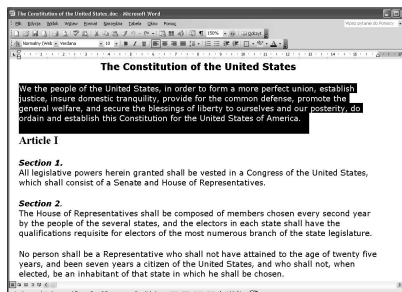 The Constitution of the United States.doc - Microsoft Word
Plik Edycja Widok Wstaw Format Narzędzia Tabela Okno Pomoc
Wpisz pytanie do Pomocy
150% Odczyt
Normalny (Web Verdana 10 B I U
The Constitution of the United States
We the people of the United States, in order to form a more perfect union, establish
justice, insure domestic tranquility, provide for the common defense, promote the
general welfare, and secure the blessings of liberty to ourselves and our posterity, do
ordain and establish this Constitution for the United States of America.
Article I
Section 1.
All legislative powers herein granted shall be vested in a Congress of the United States,
which shall consist of a Senate and House of Representatives.
Section 2.
The House of Representatives shall be composed of members chosen every second year
by the people of the several states, and the electors in each state shall have the
qualifications requisite for electors of the most numerous branch of the state legislature.
No person shall be a Representative who shall not have attained to the age of twenty five
years, and been seven years a citizen of the United States, and who shall not, when
elected, be an inhabitant of that state in which he shall be chosen.